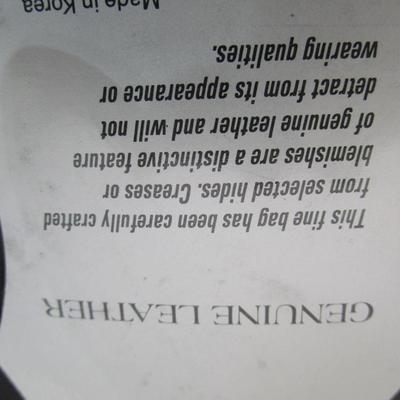 GENUINE LEATHER
This fine bag has been carefully crafted
from selected hides. Creases or
blemishes are a distinctive feature
of genuine leather and will not
detract from its appearance or
wearing qualities.
Made in Korea